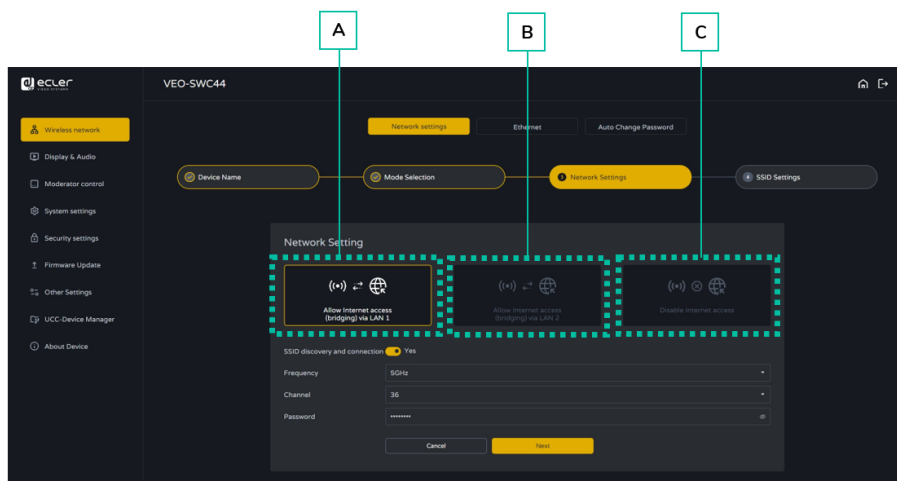 A
B
C
ecler
VEO-SWC44
Wireless network
Display & Audio
Moderator control
System settings
Security settings
Firmware Update
Other Settings
UCC-Device Manager
About Device
Network settings
Ethernet
Auto Change Password
Device Name
Mode Selection
3 Network Settings
4 SSID Settings
Network Setting
Allow Internet access
(bridging) via LAN 1
Allow Internet access
(bridging) via LAN 2
Disable Internet access
SSID discovery and connection Yes
Frequency 5GHz
Channel 36
Password ••••••••
Cancel
Next